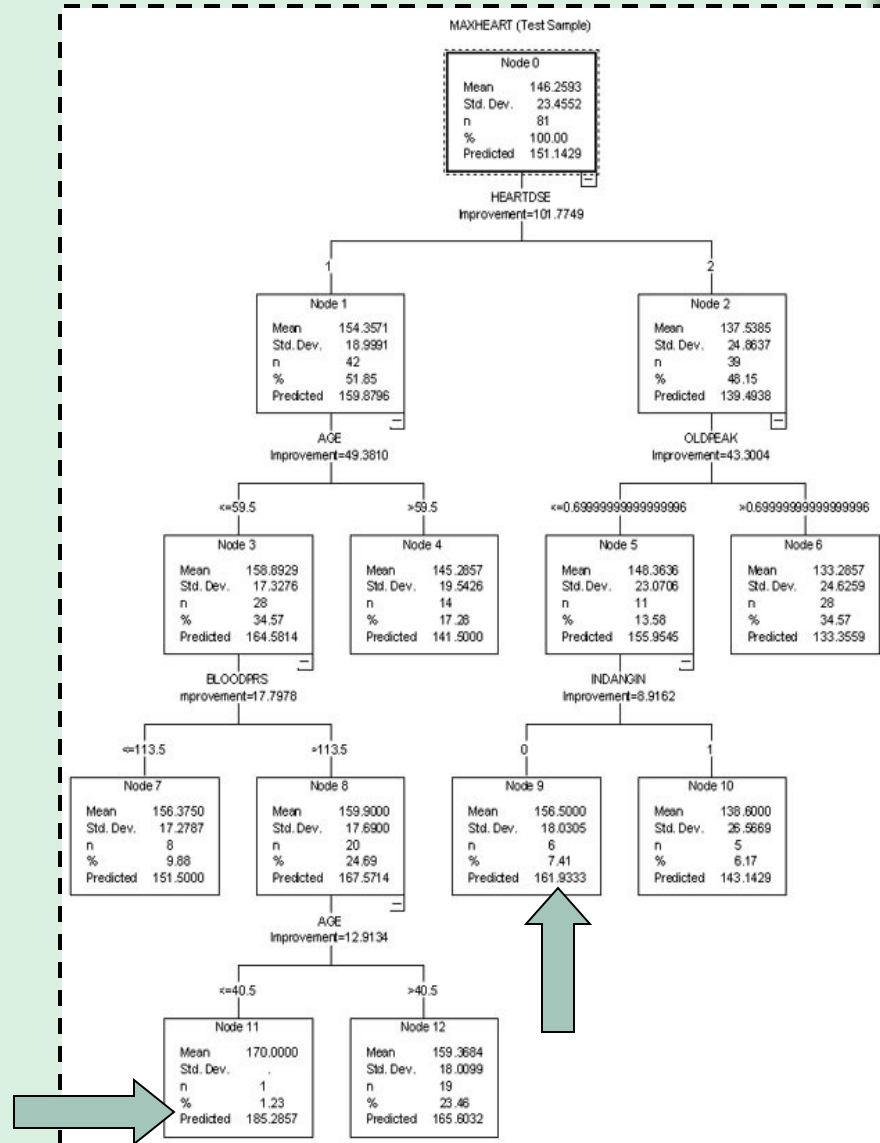 MAXHEART (Test Sample)
Node 0
Mean 146.2593
Std. Dev. 23.4552
n 81
% 100.00
Predicted 151.1429
HEARTDSE
Improvement=101.7749
1
2
Node 1
Mean 154.3571
Std. Dev. 18.9991
n 42
% 51.85
Predicted 159.8796
Node 2
Mean 137.5385
Std. Dev. 24.8637
n 39
% 48.15
Predicted 139.4938
AGE
Improvement=49.3810
OLDPEAK
Improvement=43.3004
<=59.5
>59.5
<=0.69999999999999996
>0.69999999999999996
Node 3
Mean 158.8929
Std. Dev. 17.3276
n 28
% 34.57
Predicted 164.5814
Node 4
Mean 145.2857
Std. Dev. 19.5426
n 14
% 17.28
Predicted 141.5000
Node 5
Mean 148.3636
Std. Dev. 23.0706
n 11
% 13.58
Predicted 155.9545
Node 6
Mean 133.2857
Std. Dev. 24.6259
n 28
% 34.57
Predicted 133.3559
BLOODPRS
mprovement=17.7978
INDANGIN
Improvement=8.9162
<=113.5
>113.5
0
1
Node 7
Mean 156.3750
Std. Dev. 17.2787
n 8
% 9.88
Predicted 151.5000
Node 8
Mean 159.9000
Std. Dev. 17.6900
n 20
% 24.69
Predicted 167.5714
Node 9
Mean 156.5000
Std. Dev. 18.0305
n 6
% 7.41
Predicted 161.9333
Node 10
Mean 138.6000
Std. Dev. 26.5669
n 5
% 6.17
Predicted 143.1429
AGE
Improvement=12.9134
<=40.5
>40.5
Node 11
Mean 170.0000
Std. Dev. .
n 1
% 1.23
Predicted 185.2857
Node 12
Mean 159.3684
Std. Dev. 18.0099
n 19
% 23.46
Predicted 165.6032